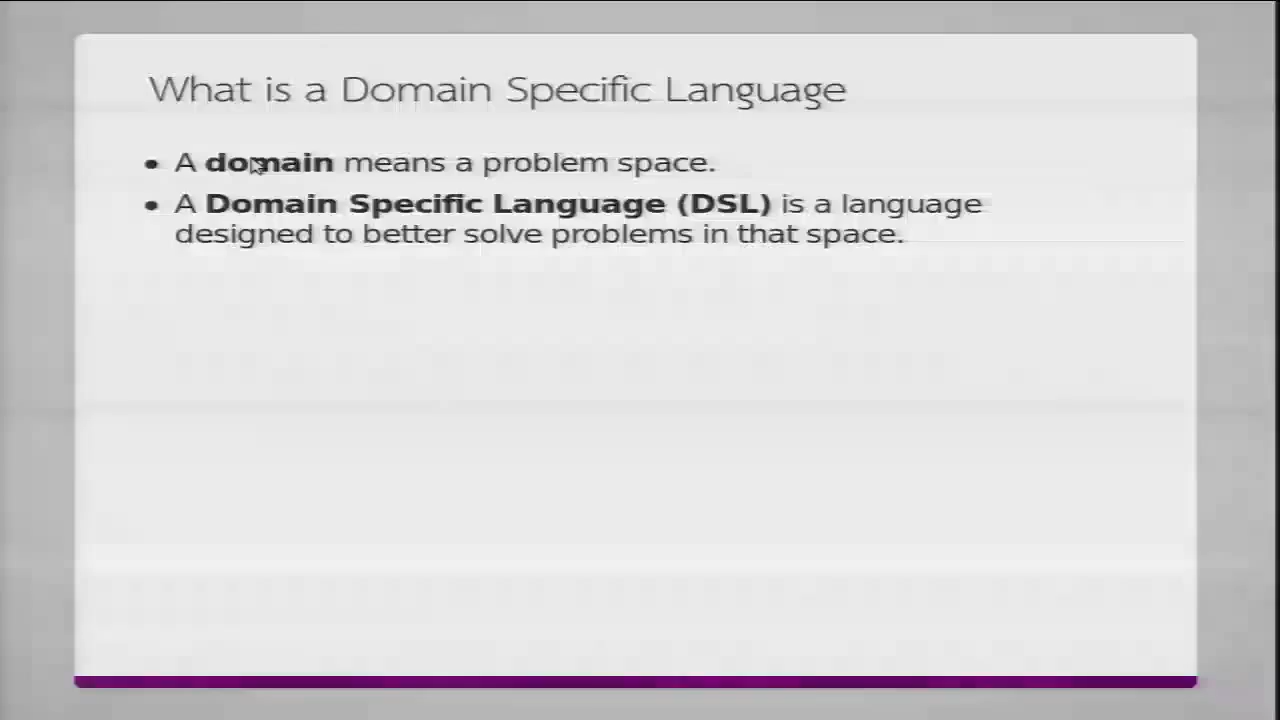 What is a Domain Specific Language
• A domain means a problem space.
• A Domain Specific Language (DSL) is a language
designed to better solve problems in that space.